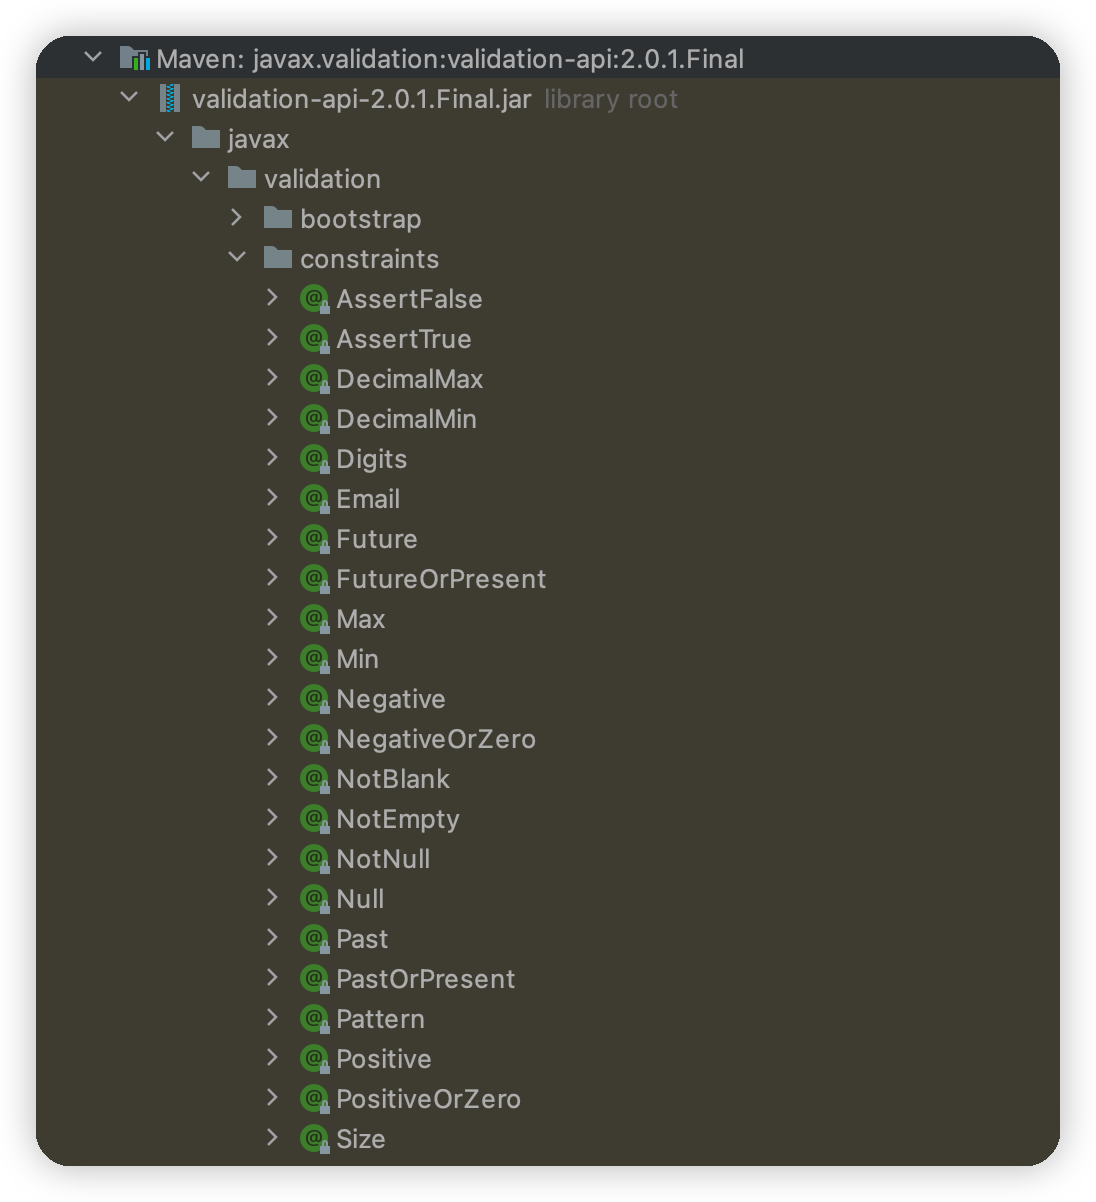 Maven: javax.validation:validation-api:2.0.1.Final
validation-api-2.0.1.Final.jar library root
javax
validation
bootstrap
constraints
@ AssertFalse
@ AssertTrue
@ DecimalMax
@ DecimalMin
@ Digits
@ Email
@ Future
@ FutureOrPresent
@ Max
@ Min
@ Negative
@ NegativeOrZero
@ NotBlank
@ NotEmpty
@ NotNull
@ Null
@ Past
@ PastOrPresent
@ Pattern
@ Positive
@ PositiveOrZero
@ Size